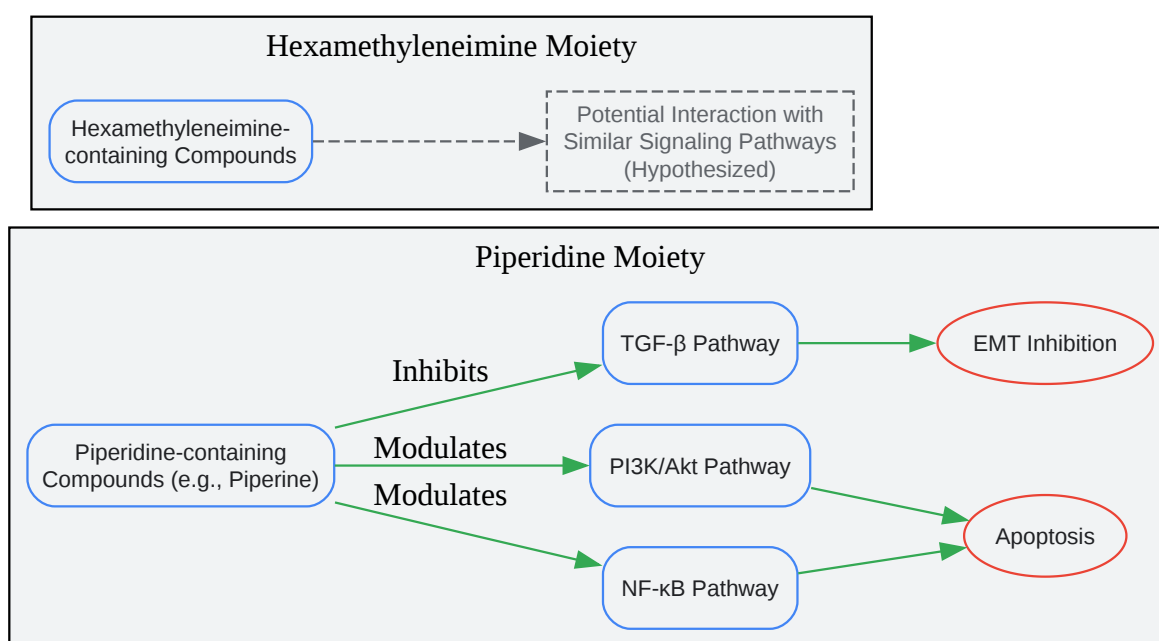 Hexamethyleneimine Moiety
Hexamethyleneimine-
containing Compounds
Potential Interaction with
Similar Signaling Pathways
(Hypothesized)
Piperidine Moiety
Piperidine-containing
Compounds (e.g., Piperine)
Inhibits
Modulates
Modulates
TGF-β Pathway
PI3K/Akt Pathway
NF-κB Pathway
EMT Inhibition
Apoptosis